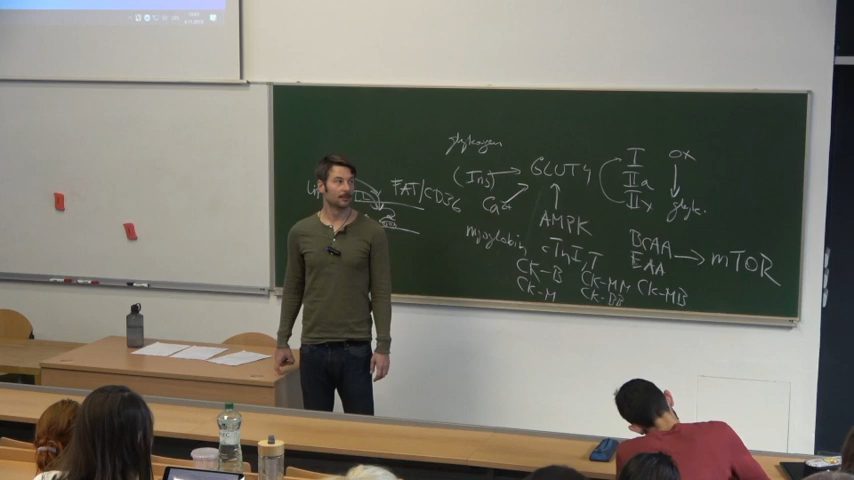 glykogen
(Ins) → GLUT4
Ca²⁺
FAT/CD36
AMPK
myoglobin
cTnI,T
CK-B
CK-M
CK-MM CK-MB
CK-BB
I
IIa
IIx
ox
glyk.
BCAA → mTOR
EAA